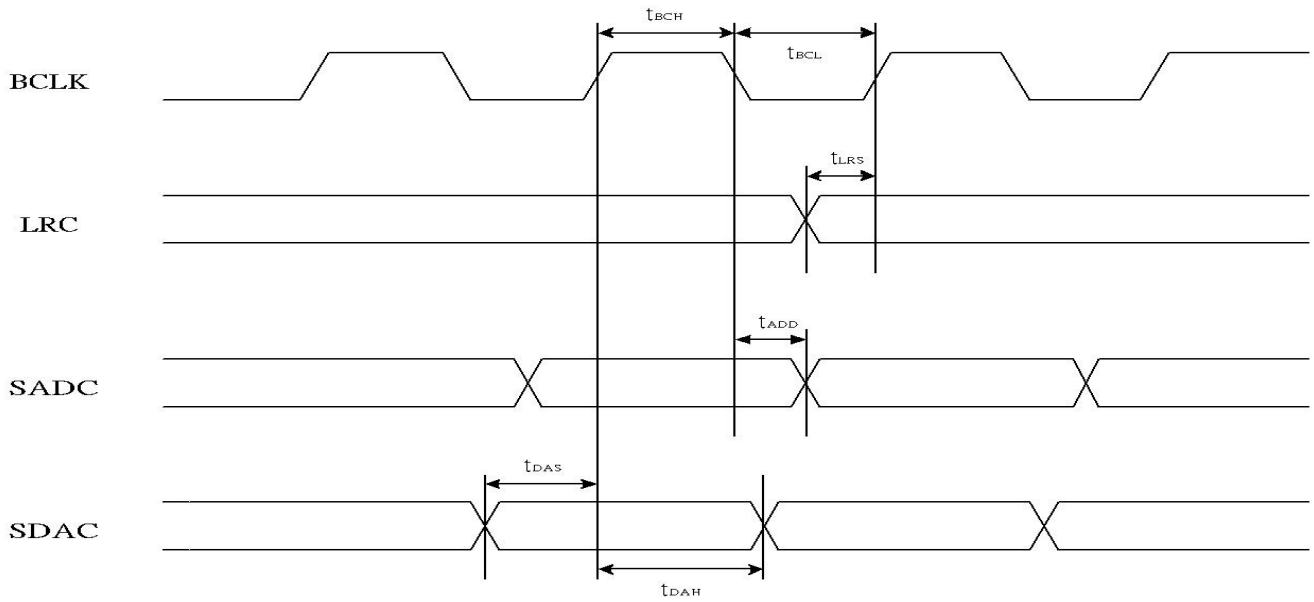 tBCH
tBCL
BCLK
tLRS
LRC
tADD
SADC
tDAS
SDAC
tDAH